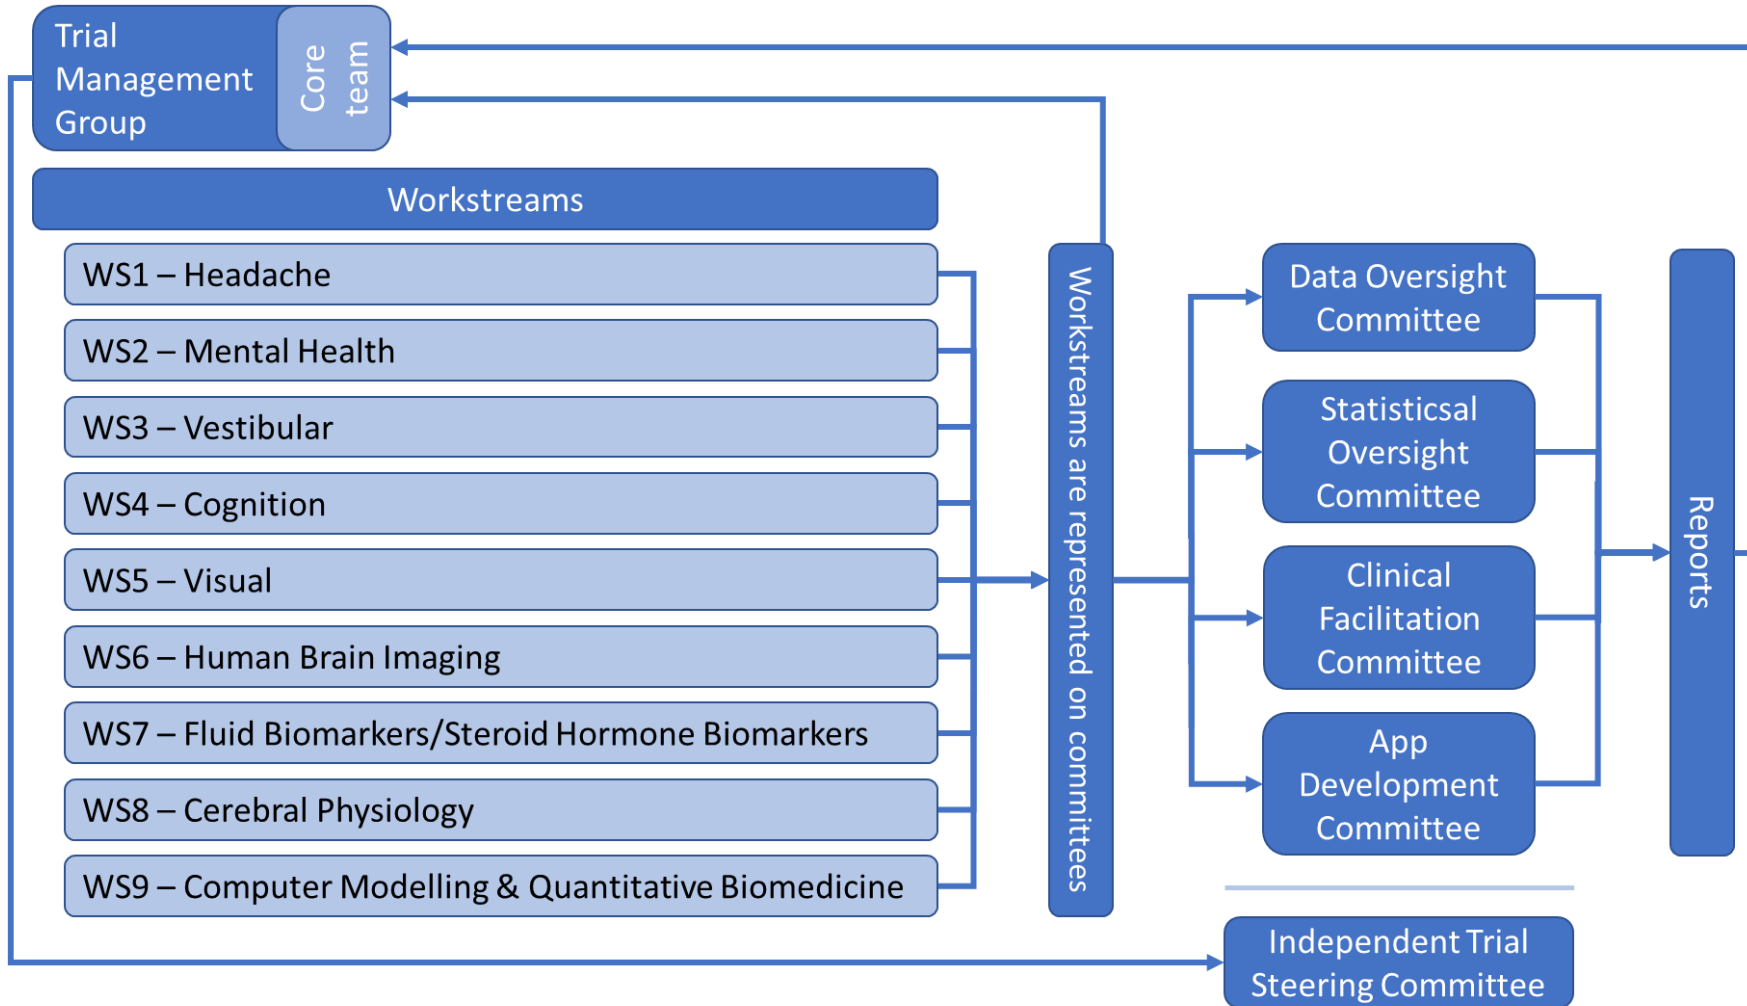 Trial
Management
Group
Core
team
Workstreams
WS1 – Headache
WS2 – Mental Health
WS3 – Vestibular
WS4 – Cognition
WS5 – Visual
WS6 – Human Brain Imaging
WS7 – Fluid Biomarkers/Steroid Hormone Biomarkers
WS8 – Cerebral Physiology
WS9 – Computer Modelling & Quantitative Biomedicine
Workstreams are represented on committees
Data Oversight
Committee
Statisticsal
Oversight
Committee
Clinical
Facilitation
Committee
App
Development
Committee
Reports
Independent Trial
Steering Committee